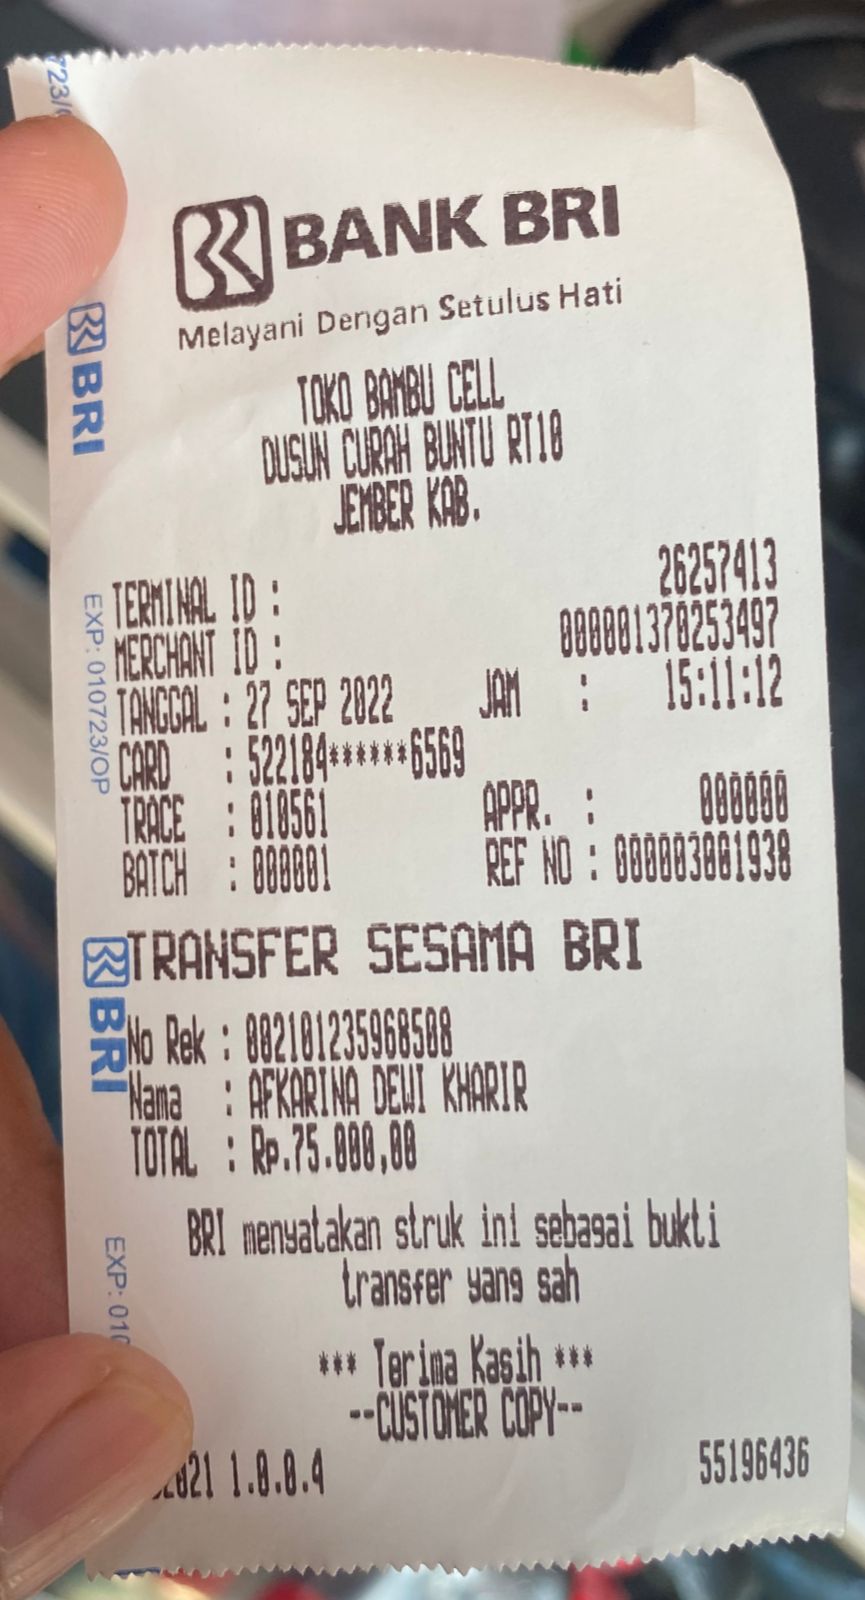 BANK BRI
Melayani Dengan Setulus Hati
TOKO BAMBU CELL
DUSUN CURAH BUNTU RT10
JEMBER KAB.
TERMINAL ID : 26257413
MERCHANT ID : 000001370253497
TANGGAL : 27 SEP 2022 JAM : 15:11:12
CARD : 522184******6569
TRACE : 010561 APPR. : 000000
BATCH : 000001 REF NO : 000003001938
TRANSFER SESAMA BRI
No Rek : 002101235968508
Nama : AFKARINA DEWI KHARIR
TOTAL : Rp.75.000,00
BRI menyatakan struk ini sebagai bukti
transfer yang sah
*** Terima Kasih ***
--CUSTOMER COPY--
2021 1.0.0.4 55196436
723/
BRI
EXP: 010723/OP
BRI
EXP: 010